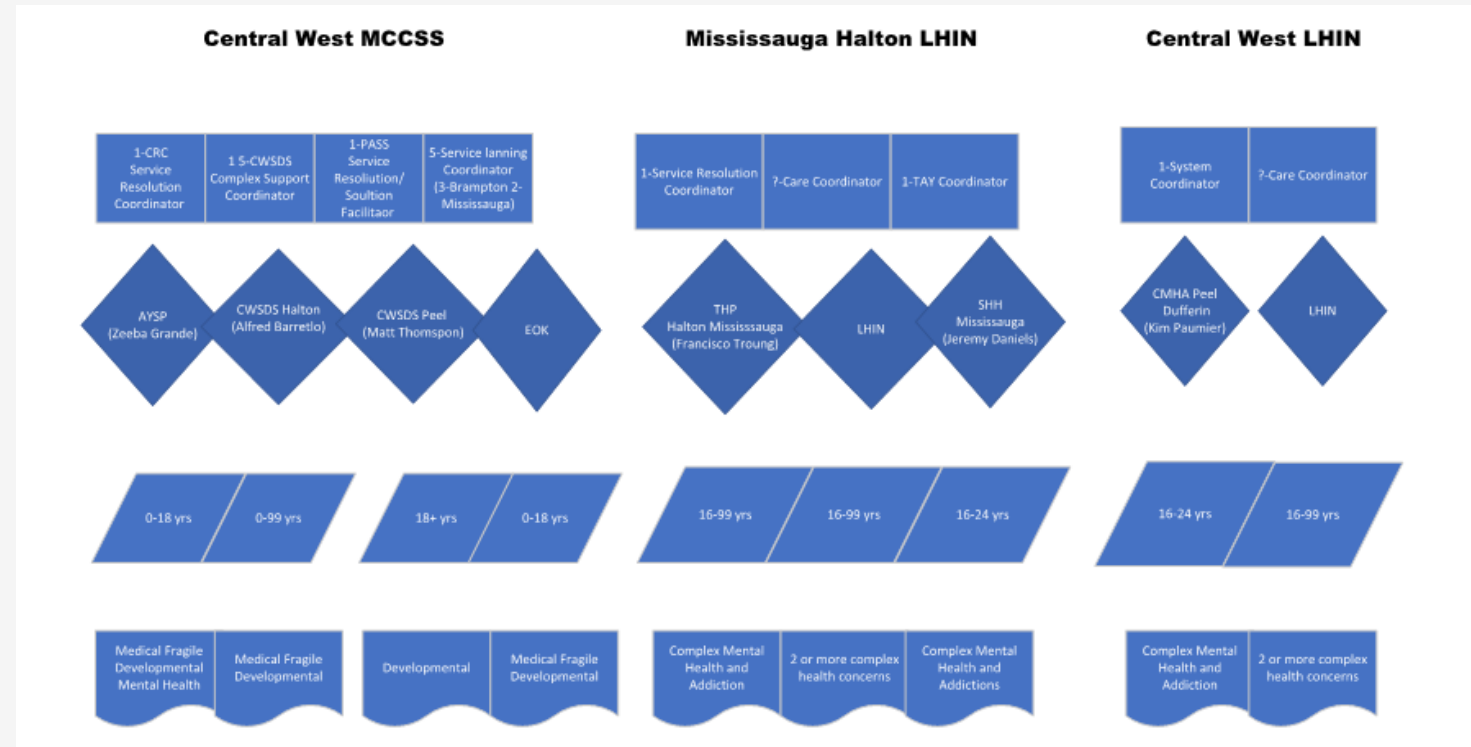 Central West MCCSS
Mississauga Halton LHIN
Central West LHIN
1-CRC
Service
Resolution
Coordinator
1 5-CWSDS
Complex Support
Coordinator
1-PASS
Service
Resoliution/
Soultion
Facilitaor
5-Service lanning
Coordinator
(3-Brampton 2-
Mississauga)
1-Service Resolution
Coordinator
?-Care Coordinator
1-TAY Coordinator
1-System
Coordinator
?-Care Coordinator
AYSP
(Zeeba Grande)
CWSDS Halton
(Alfred Barretlo)
CWSDS Peel
(Matt Thomspon)
EOK
THP
Halton Mississsauga
(Francisco Troung)
LHIN
SHH
Mississauga
(Jeremy Daniels)
CMHA Peel
Dufferin
(Kim Paumier)
LHIN
0-18 yrs
0-99 yrs
18+ yrs
0-18 yrs
16-99 yrs
16-99 yrs
16-24 yrs
16-24 yrs
16-99 yrs
Medical Fragile
Developmental
Mental Health
Medical Fragile
Developmental
Developmental
Medical Fragile
Developmental
Complex Mental
Health and
Addiction
2 or more complex
health concerns
Complex Mental
Health and
Addictions
Complex Mental
Health and
Addiction
2 or more complex
health concerns